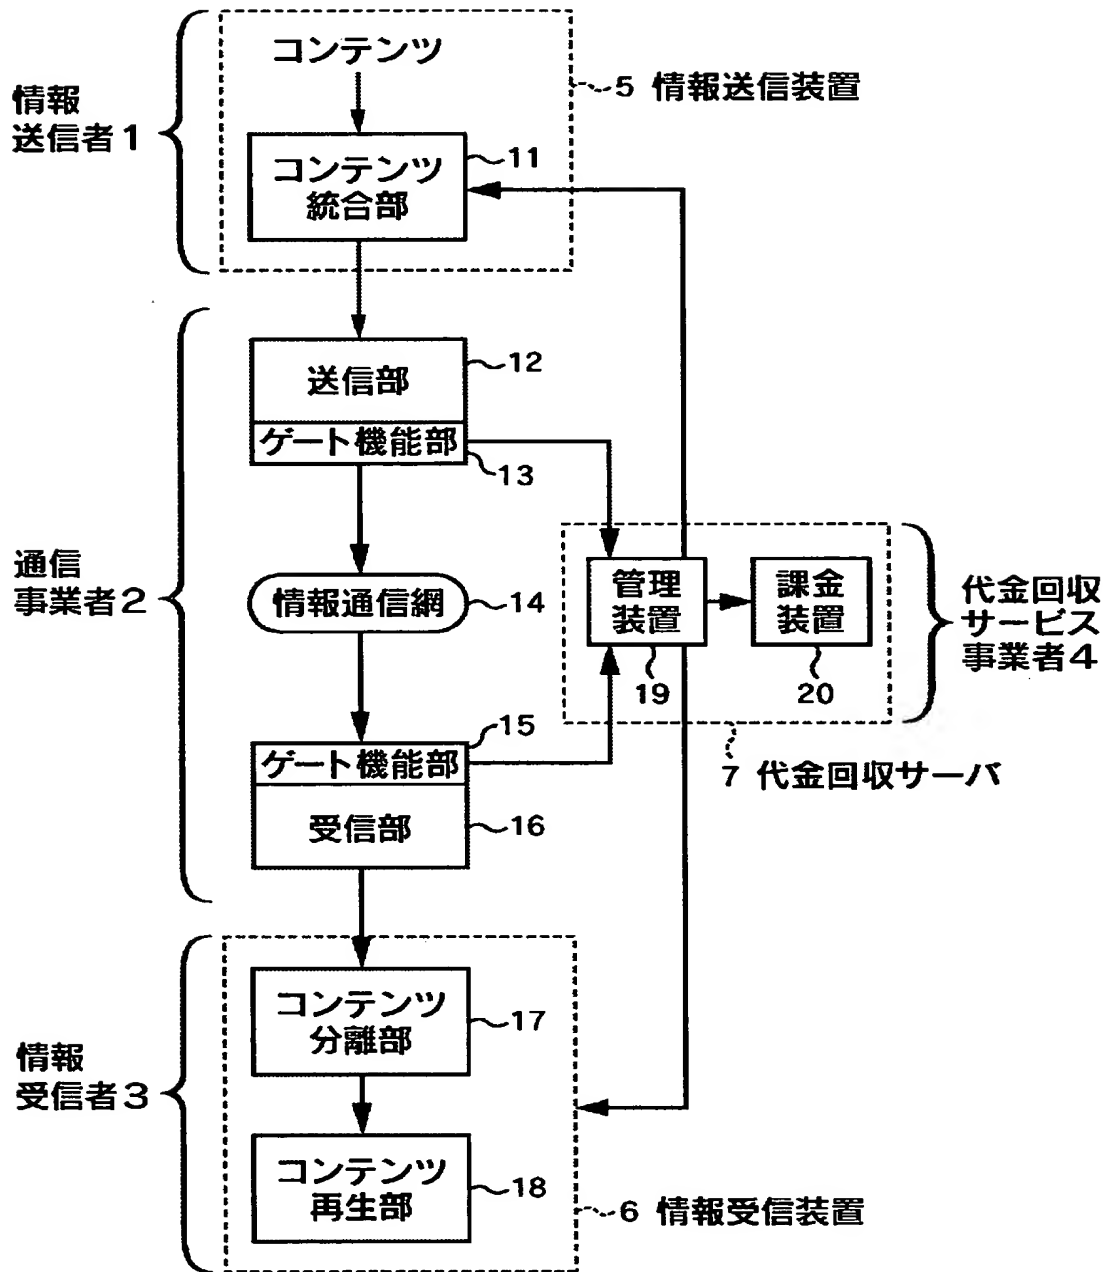 コンテンツ
5 情報送信装置
情報
送信者1
コンテンツ
統合部
11
送信部
12
ゲート機能部
13
通信
事業者2
情報通信網
14
管理
装置
19
課金
装置
20
代金回収
サービス
事業者4
7 代金回収サーバ
15
ゲート機能部
受信部
16
情報
受信者3
コンテンツ
分離部
17
コンテンツ
再生部
18
6 情報受信装置